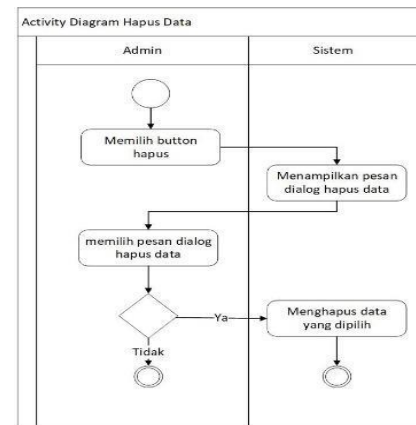 Activity Diagram Hapus Data
Admin
Sistem
Memilih button
hapus
Menampilkan pesan
dialog hapus data
memilih pesan dialog
hapus data
Ya
Menghapus data
yang dipilih
Tidak